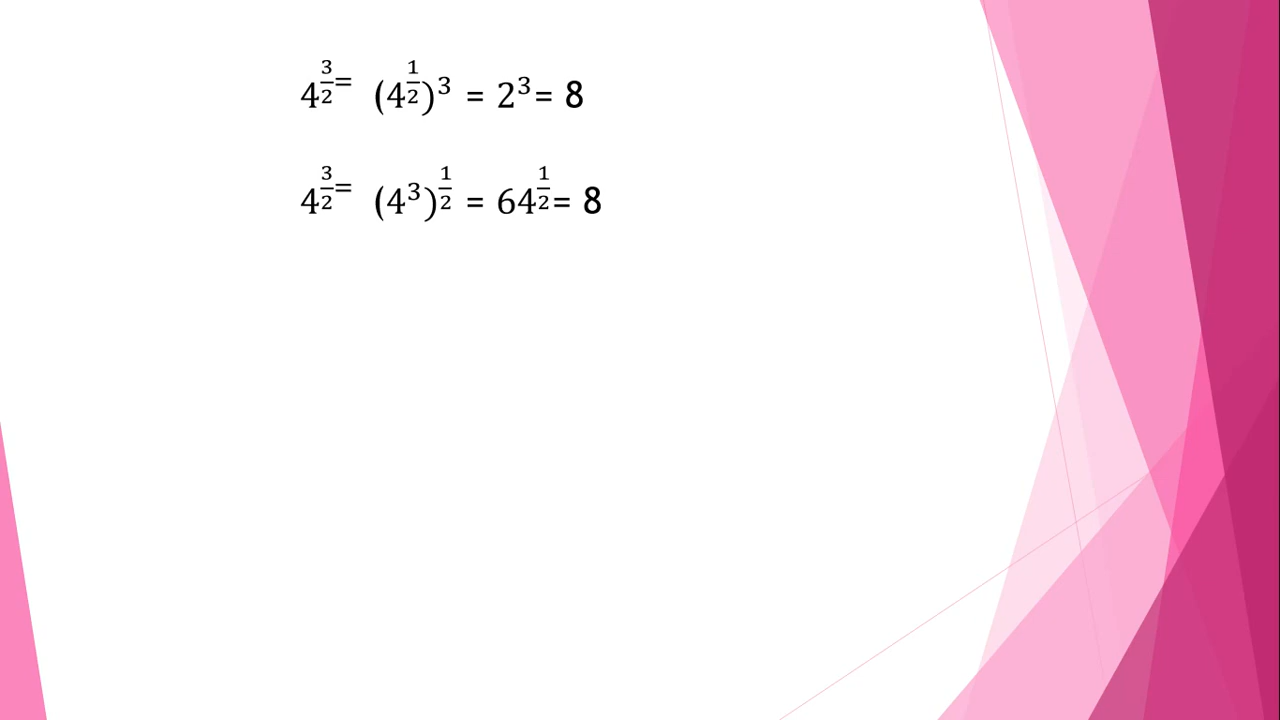 4^{3/2} = (4^{1/2})^3 = 2^3 = 8
4^{3/2} = (4^3)^{1/2} = 64^{1/2} = 8